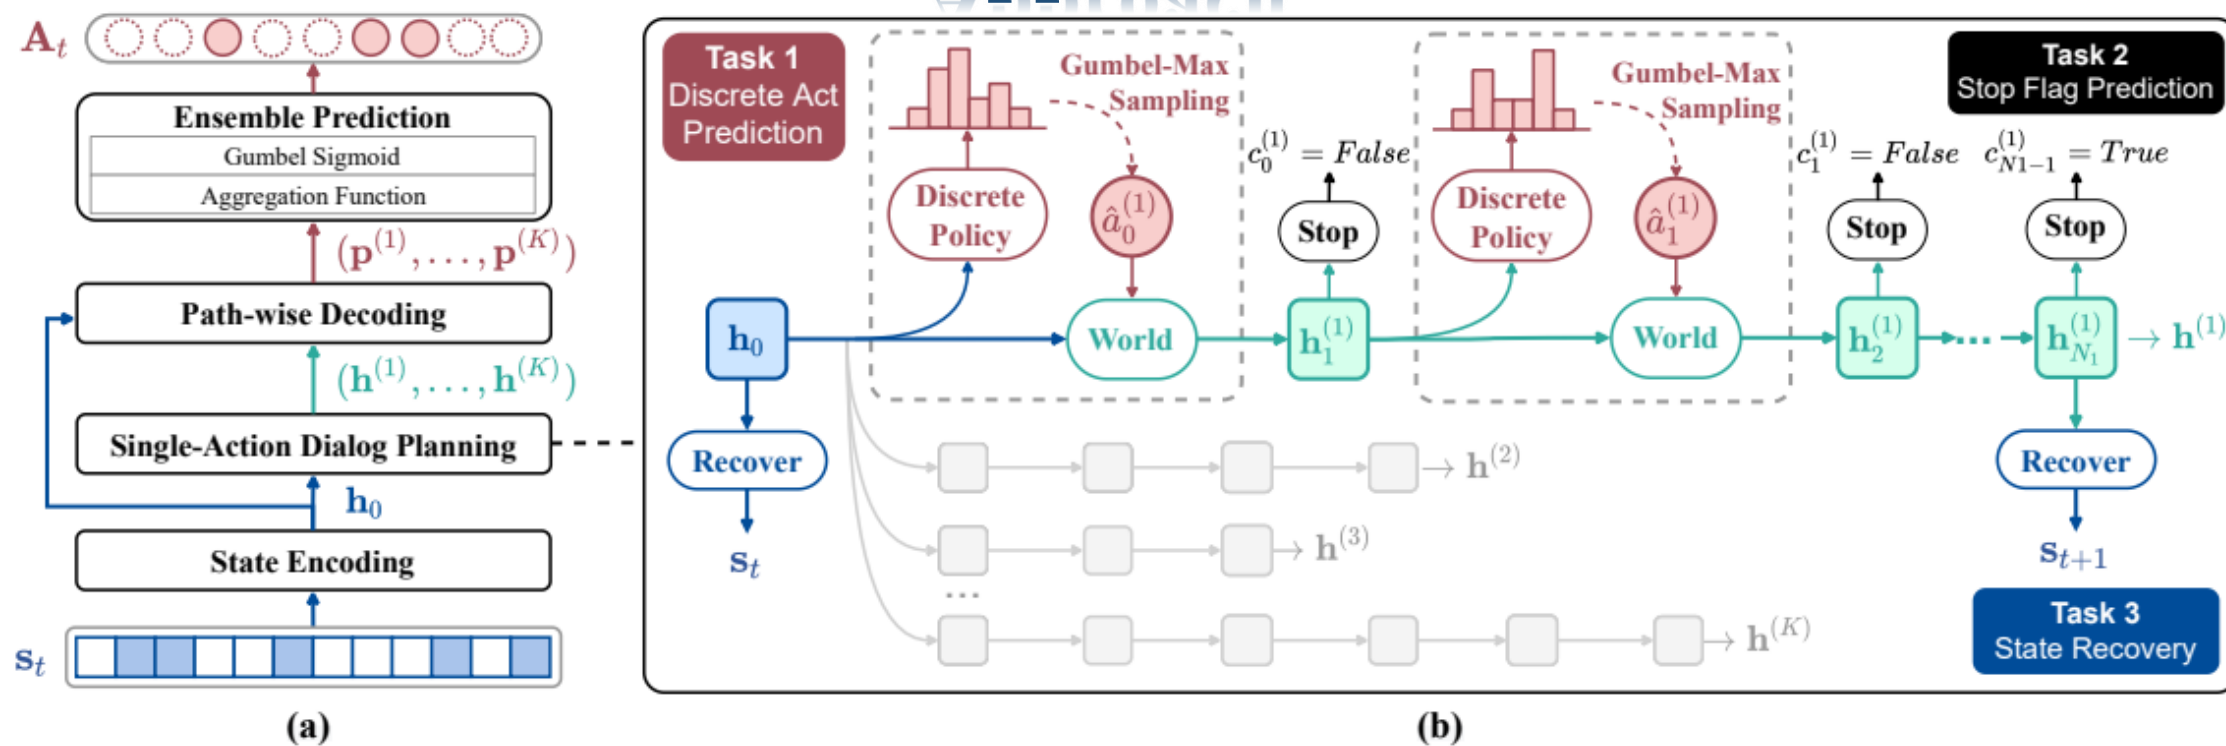 A_t
Ensemble Prediction
Gumbel Sigmoid
Aggregation Function
(p^(1), ..., p^(K))
Path-wise Decoding
(h^(1), ..., h^(K))
Single-Action Dialog Planning
h_0
State Encoding
s_t
(a)
Task 1
Discrete Act
Prediction
Gumbel-Max
Sampling
Discrete
Policy
â_0^(1)
World
h_0
Recover
s_t
c_0^(1) = False
Stop
h_1^(1)
Gumbel-Max
Sampling
Discrete
Policy
â_1^(1)
World
Task 2
Stop Flag Prediction
c_1^(1) = False
Stop
h_2^(1)
...
c_{N1-1}^(1) = True
Stop
h_{N_1}^(1)
→ h^(1)
Recover
s_{t+1}
→ h^(2)
→ h^(3)
...
→ h^(K)
Task 3
State Recovery
(b)